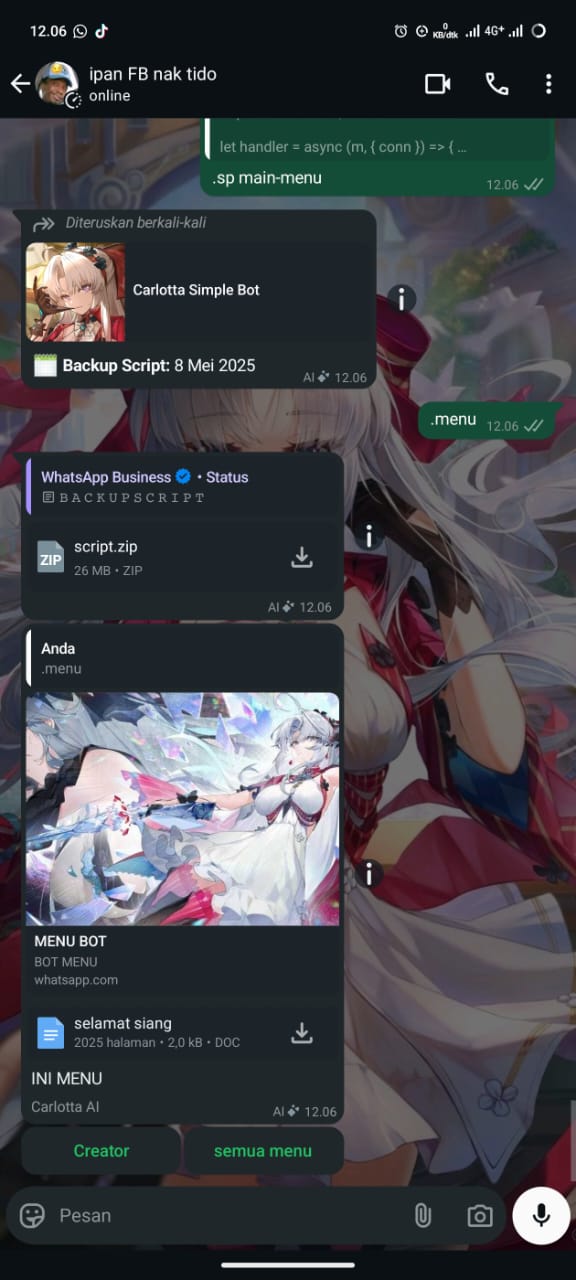 12.06
0
KB/dtk
4G+
ipan FB nak tido
online
let handler = async (m, { conn }) => { ...
.sp main-menu
12.06
Diteruskan berkali-kali
Carlotta Simple Bot
Backup Script: 8 Mei 2025
AI 12.06
.menu 12.06
WhatsApp Business • Status
B A C K U P S C R I P T
script.zip
ZIP
26 MB • ZIP
AI 12.06
Anda
.menu
MENU BOT
BOT MENU
whatsapp.com
selamat siang
2025 halaman • 2,0 kB • DOC
INI MENU
Carlotta AI
AI 12.06
Creator
semua menu
Pesan